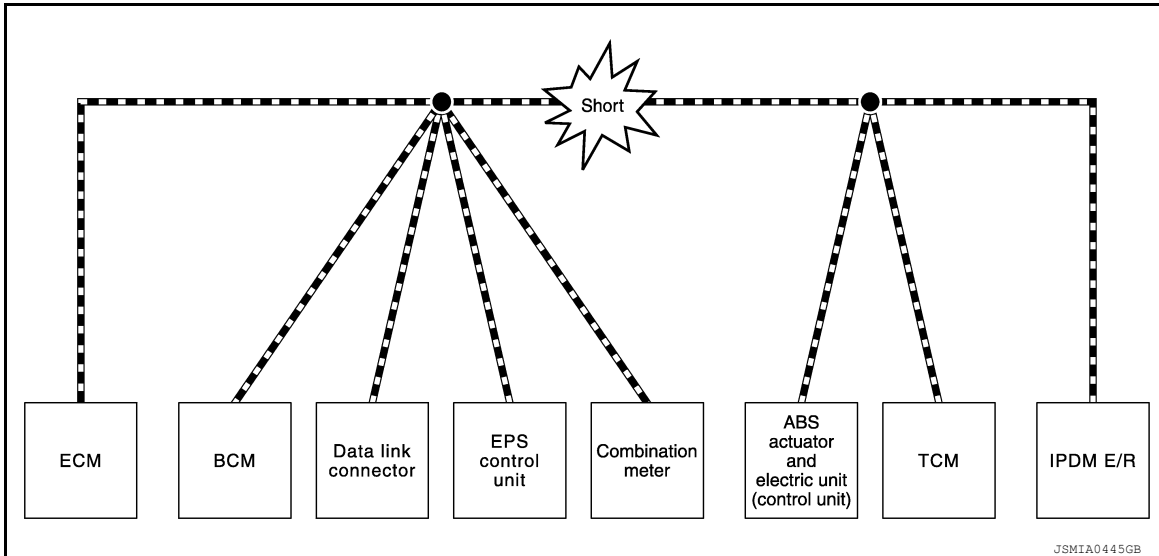 Short
ECM
BCM
Data link
connector
EPS
control
unit
Combination
meter
ABS
actuator
and
electric unit
(control unit)
TCM
IPDM E/R
JSMIA0445GB